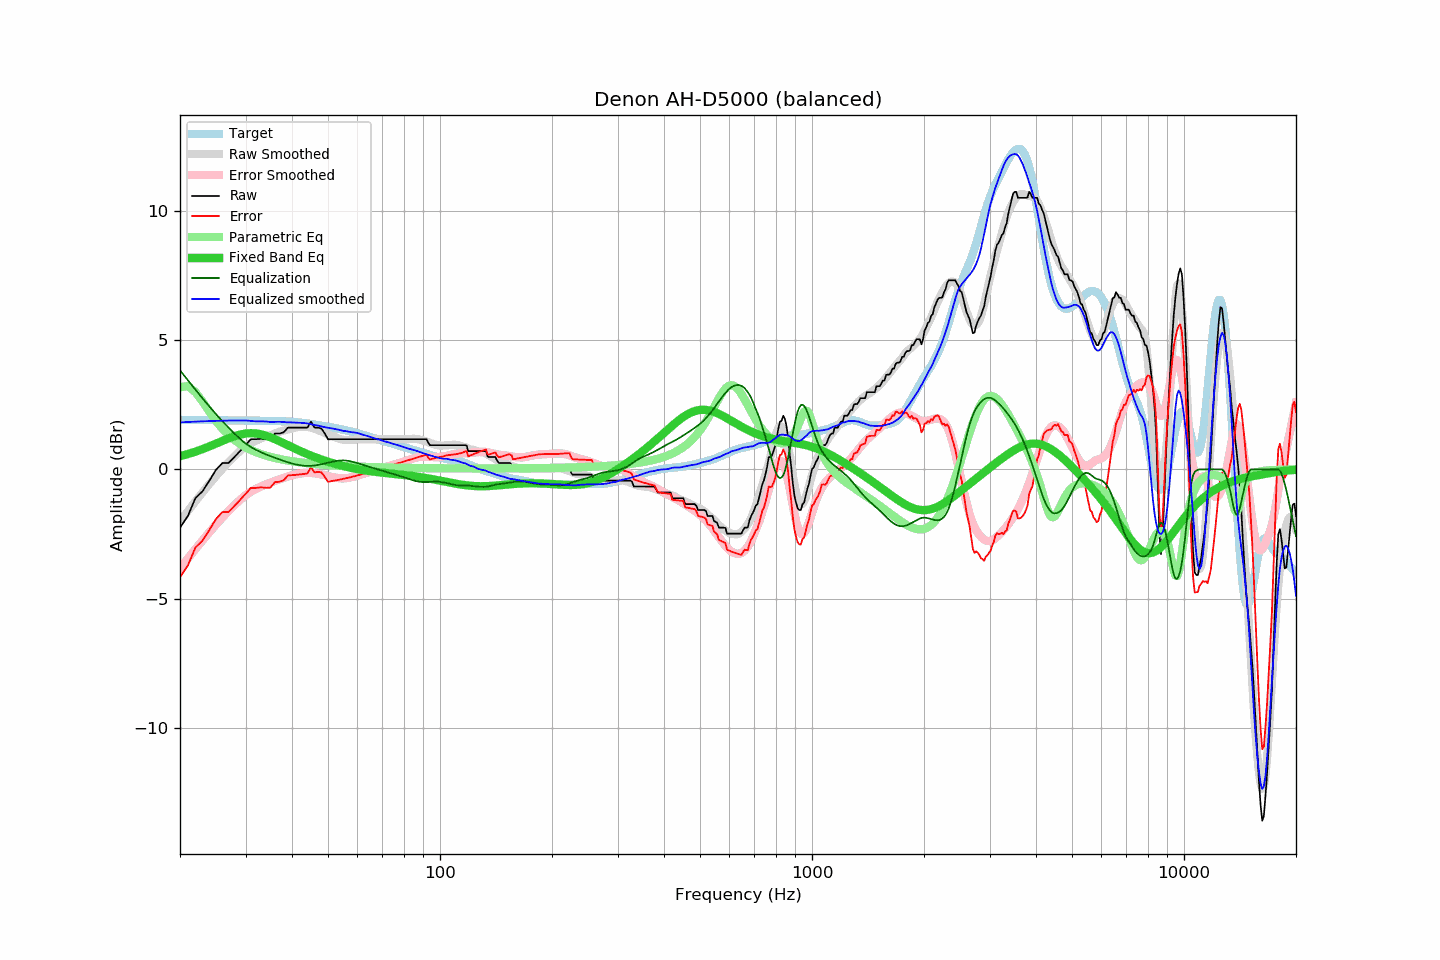 Denon AH-D5000 (balanced)
Target
Raw Smoothed
Error Smoothed
Raw
Error
Parametric Eq
Fixed Band Eq
Equalization
Equalized smoothed
Amplitude (dBr)
10
5
0
−5
−10
100
1000
10000
Frequency (Hz)